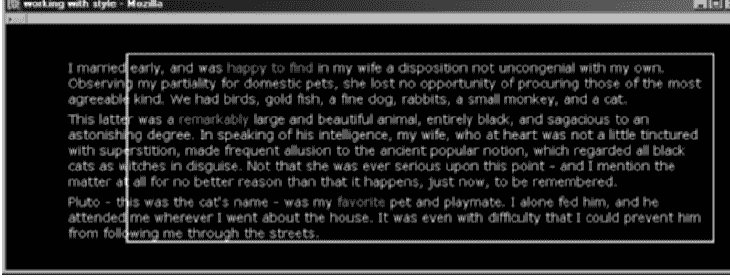 working with style - Mozilla
I married early, and was happy to find in my wife a disposition not uncongenial with my own.
Observing my partiality for domestic pets, she lost no opportunity of procuring those of the most
agreeable kind. We had birds, gold fish, a fine dog, rabbits, a small monkey, and a cat.
This latter was a remarkably large and beautiful animal, entirely black, and sagacious to an
astonishing degree. In speaking of his intelligence, my wife, who at heart was not a little tinctured
with superstition, made frequent allusion to the ancient popular notion, which regarded all black
cats as witches in disguise. Not that she was ever serious upon this point - and I mention the
matter at all for no better reason than that it happens, just now, to be remembered.
Pluto - this was the cat's name - was my favorite pet and playmate. I alone fed him, and he
attended me wherever I went about the house. It was even with difficulty that I could prevent him
from following me through the streets.